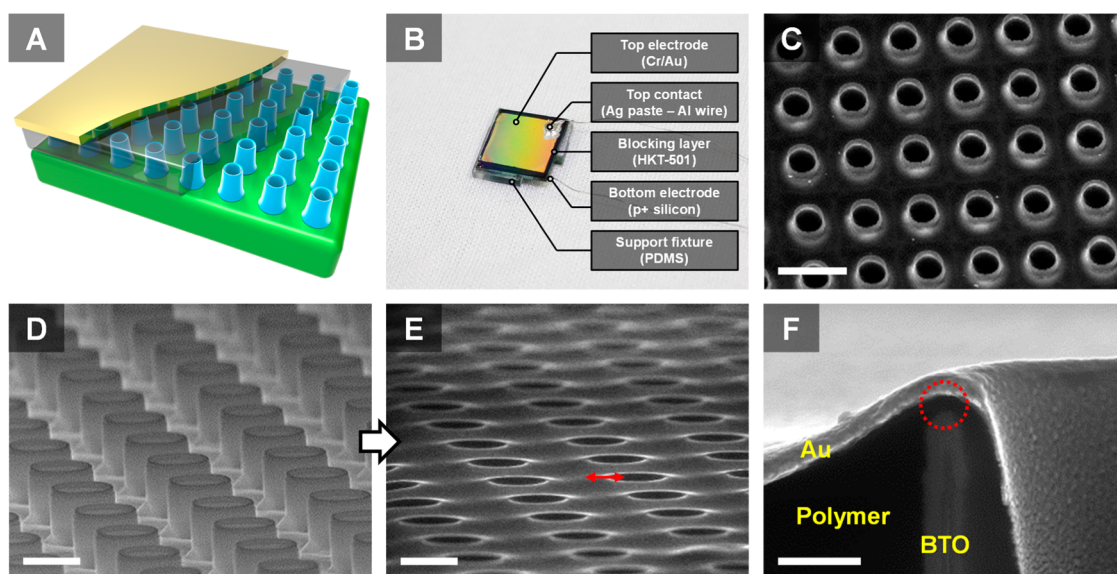 A
B
Top electrode
(Cr/Au)
Top contact
(Ag paste – Al wire)
Blocking layer
(HKT-501)
Bottom electrode
(p+ silicon)
Support fixture
(PDMS)
C
D
E
F
Au
Polymer
BTO